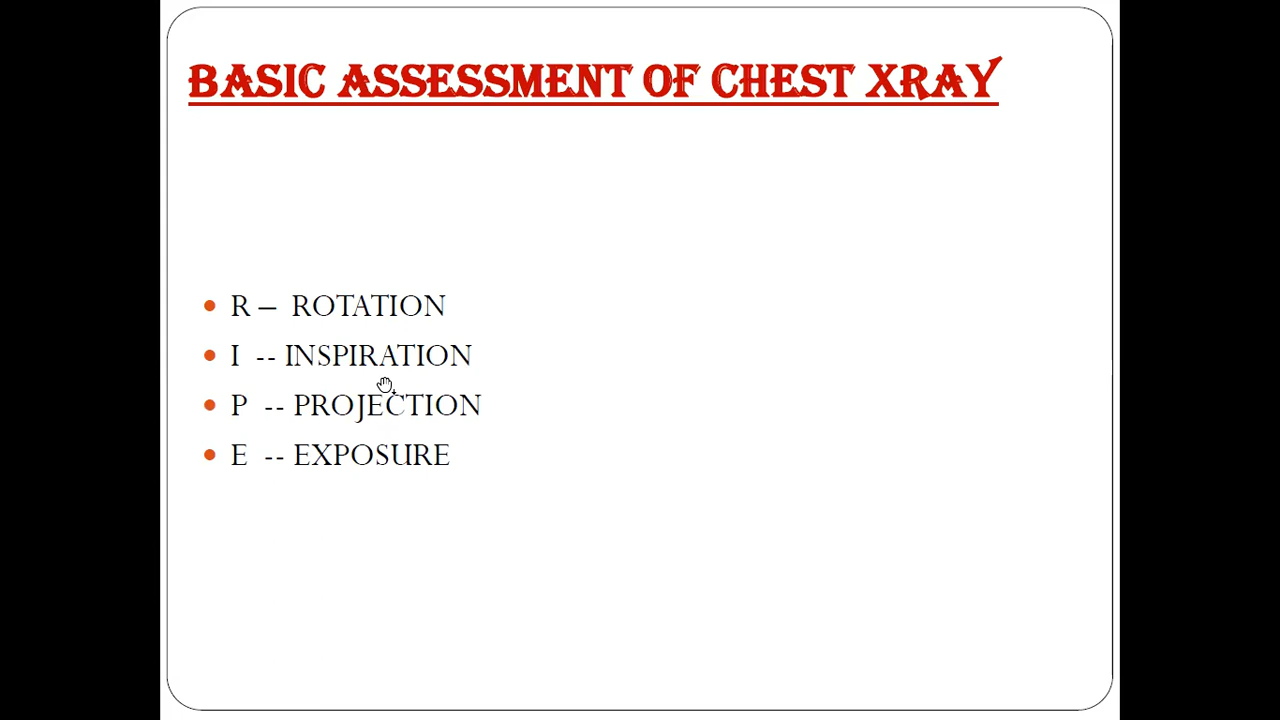 BASIC ASSESSMENT OF CHEST XRAY
• R – ROTATION
• I -- INSPIRATION
• P -- PROJECTION
• E -- EXPOSURE